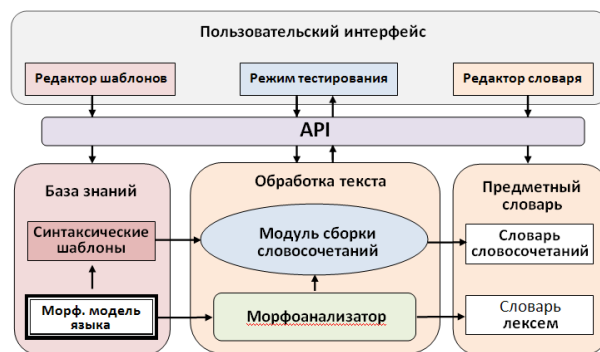 Пользовательский интерфейс
Редактор шаблонов
Режим тестирования
Редактор словаря
API
База знаний
Обработка текста
Предметный
словарь
Синтаксические
шаблоны
Модуль сборки
словосочетаний
Словарь
словосочетаний
Морф. модель
языка
Морфоанализатор
Словарь
лексем